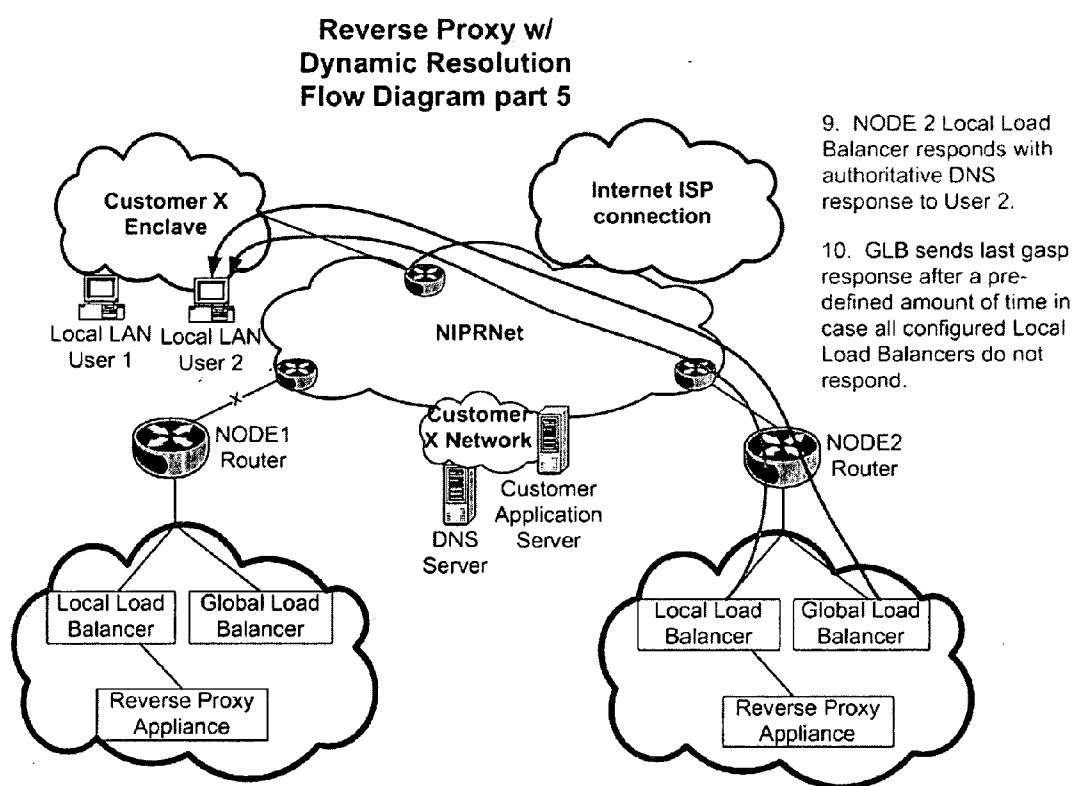 Reverse Proxy w/
Dynamic Resolution
Flow Diagram part 5
9. NODE 2 Local Load
Balancer responds with
authoritative DNS
response to User 2.
10. GLB sends last gasp
response after a pre-
defined amount of time in
case all configured Local
Load Balancers do not
respond.
Customer X
Enclave
Internet ISP
connection
Local LAN
User 1
Local LAN
User 2
NIPRNet
X
NODE1
Router
Customer
X Network
NODE2
Router
Customer
Application
Server
DNS
Server
Local Load
Balancer
Global Load
Balancer
Reverse Proxy
Appliance
Local Load
Balancer
Global Load
Balancer
Reverse Proxy
Appliance